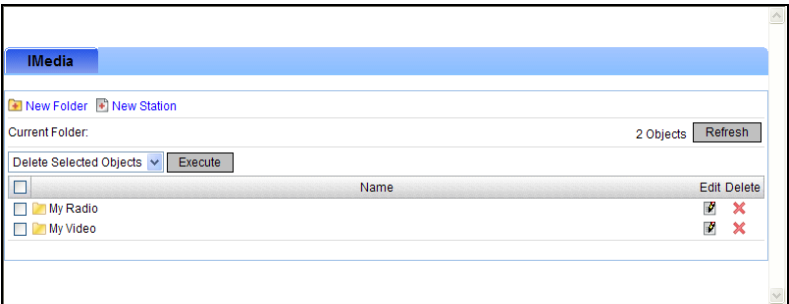 IMedia
New Folder New Station
Current Folder: 2 Objects Refresh
Delete Selected Objects Execute
Name Edit Delete
My Radio
My Video